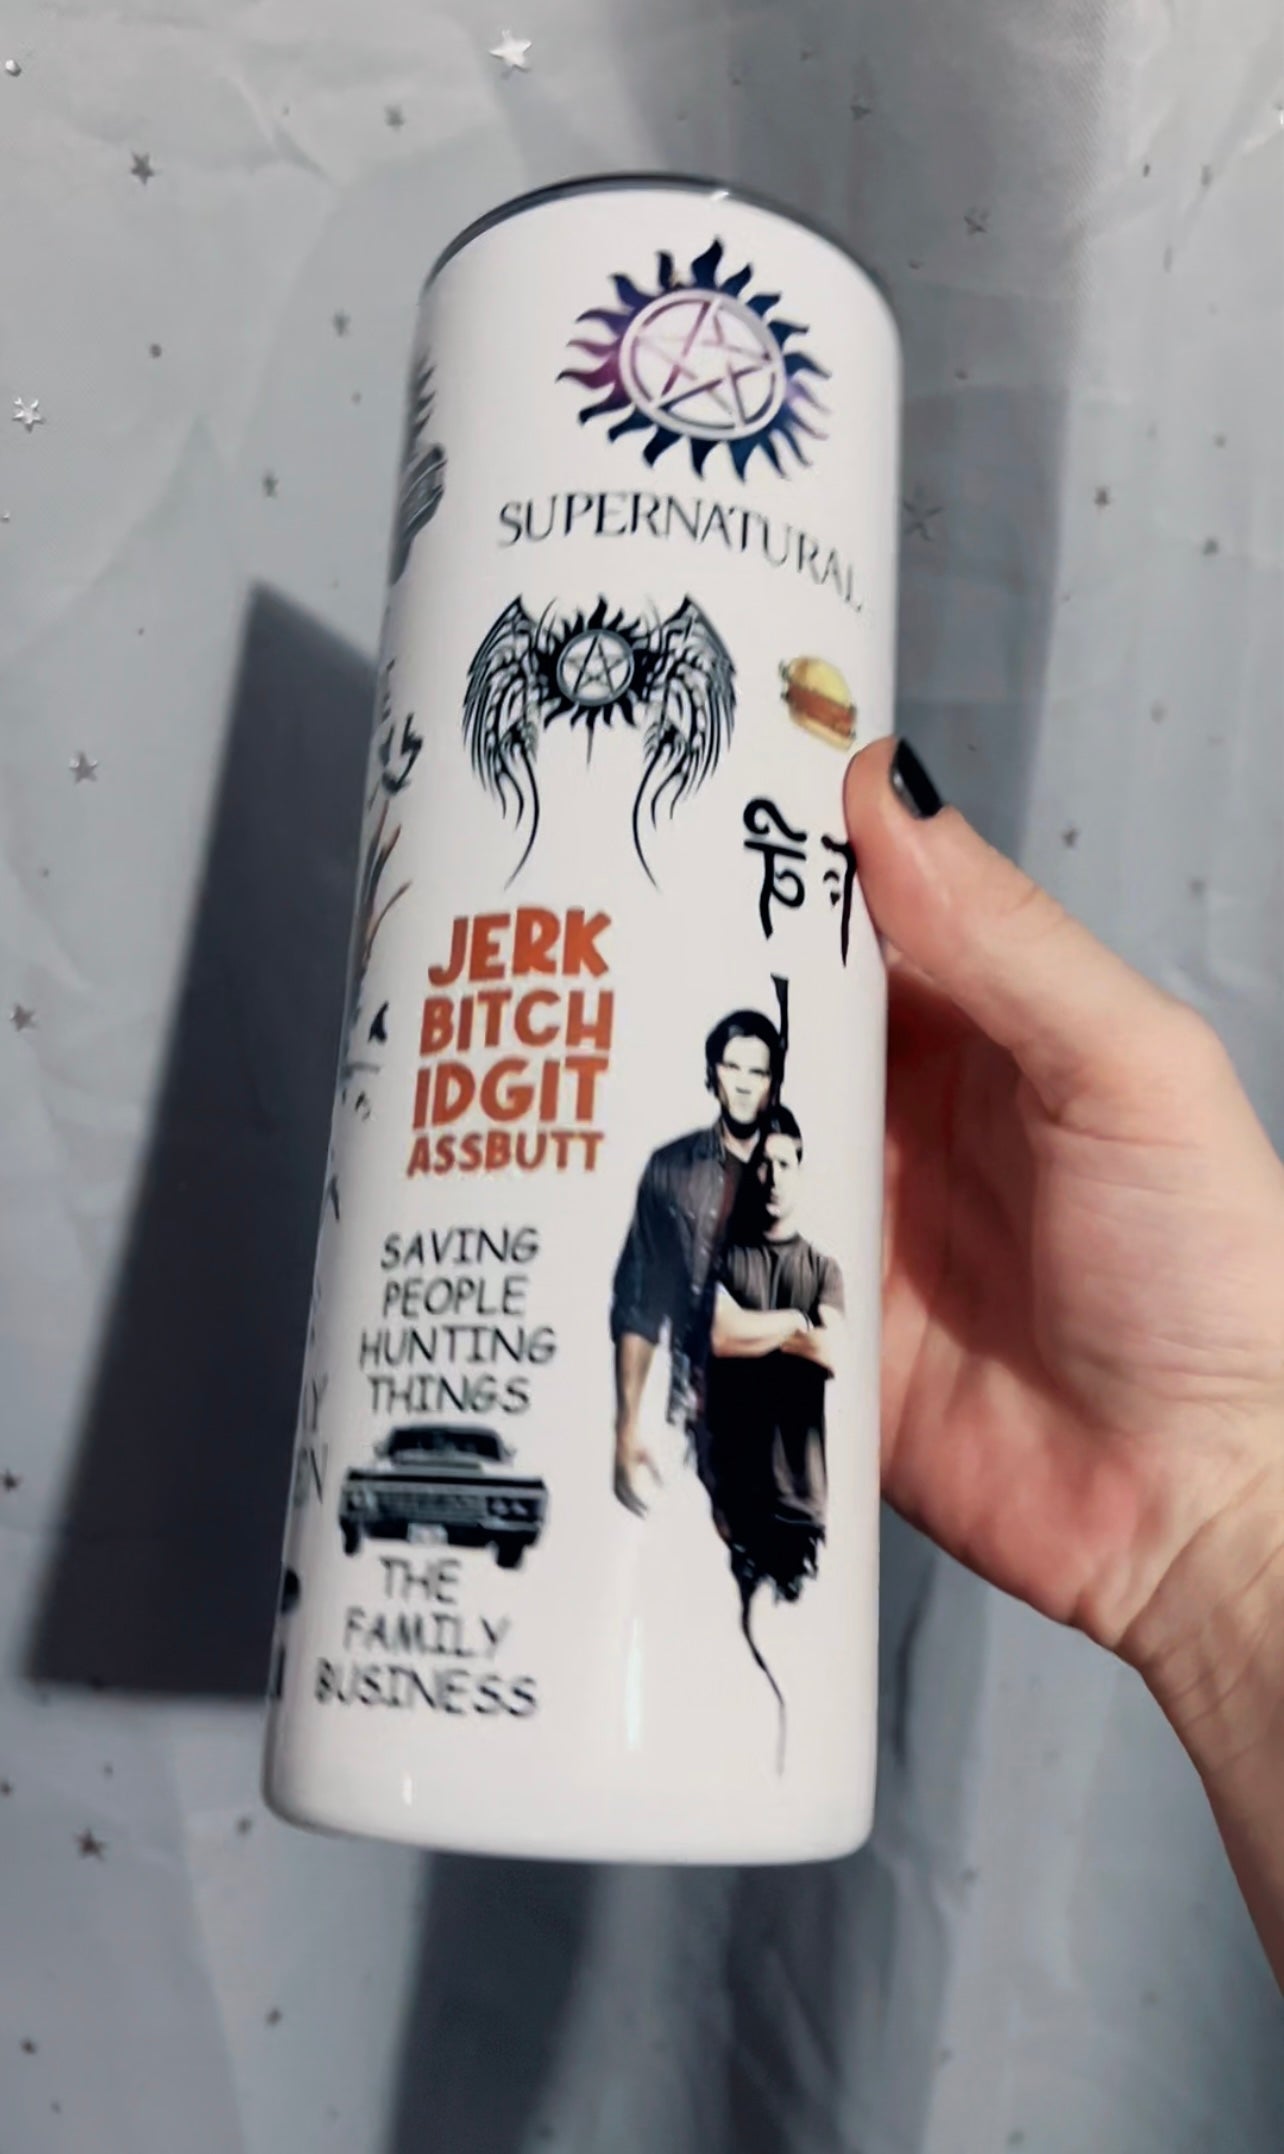 SUPERNATURAL
JERK
BITCH
IDGIT
ASSBUTT
SAVING
PEOPLE
HUNTING
THINGS
THE
FAMILY
BUSINESS